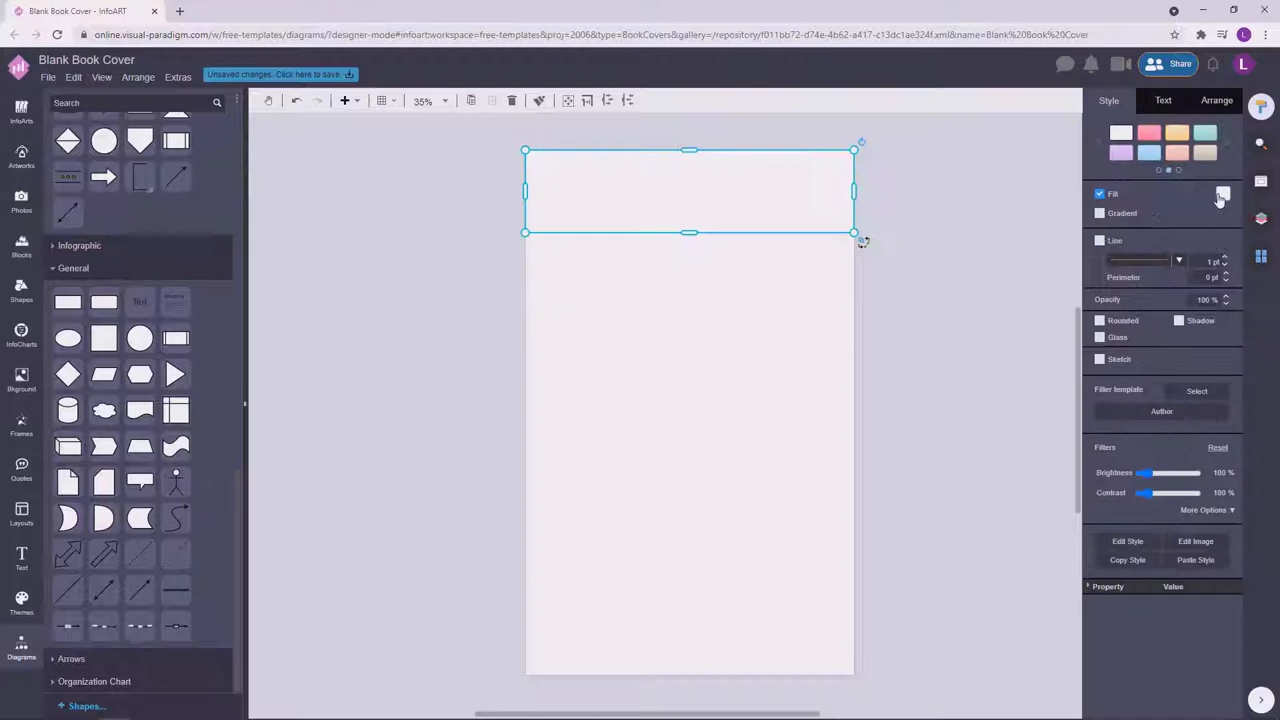 Blank Book Cover - InfoART
online.visual-paradigm.com/w/free-templates/diagrams/?designer-mode#infoart:workspace=free-templates&proj=2006&type=BookCovers&gallery=/repository/f011bb72-d74e-4b62-a417-c13dc1ae324f.xml&name=Blank%20Book%20Cover
L
Blank Book Cover
File Edit View Arrange Extras
Unsaved changes. Click here to save.
Share
L
Search
35%
Style Text Arrange
InfoArts
Artworks
Photos
Blocks
Shapes
InfoCharts
Bkground
Frames
Quotes
Layouts
Text
Themes
Diagrams
Infographic
General
Text
Arrows
Organization Chart
+ Shapes...
Fill
Gradient
Line
1 pt
Perimeter 0 pt
Opacity 100 %
Rounded Shadow
Glass
Sketch
Filter template Select
Author
Filters Reset
Brightness 100 %
Contrast 100 %
More Options
Edit Style Edit Image
Copy Style Paste Style
Property Value